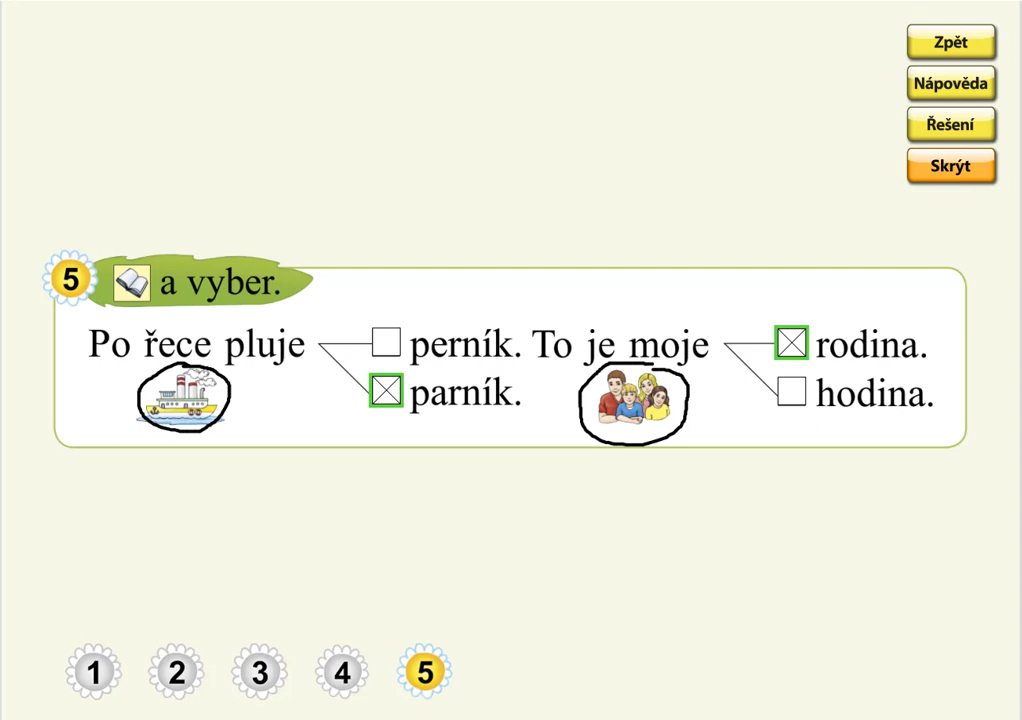 Zpět
Nápověda
Řešení
Skrýt
5 a vyber.
Po řece pluje perník. To je moje rodina.
parník. hodina.
1 2 3 4 5